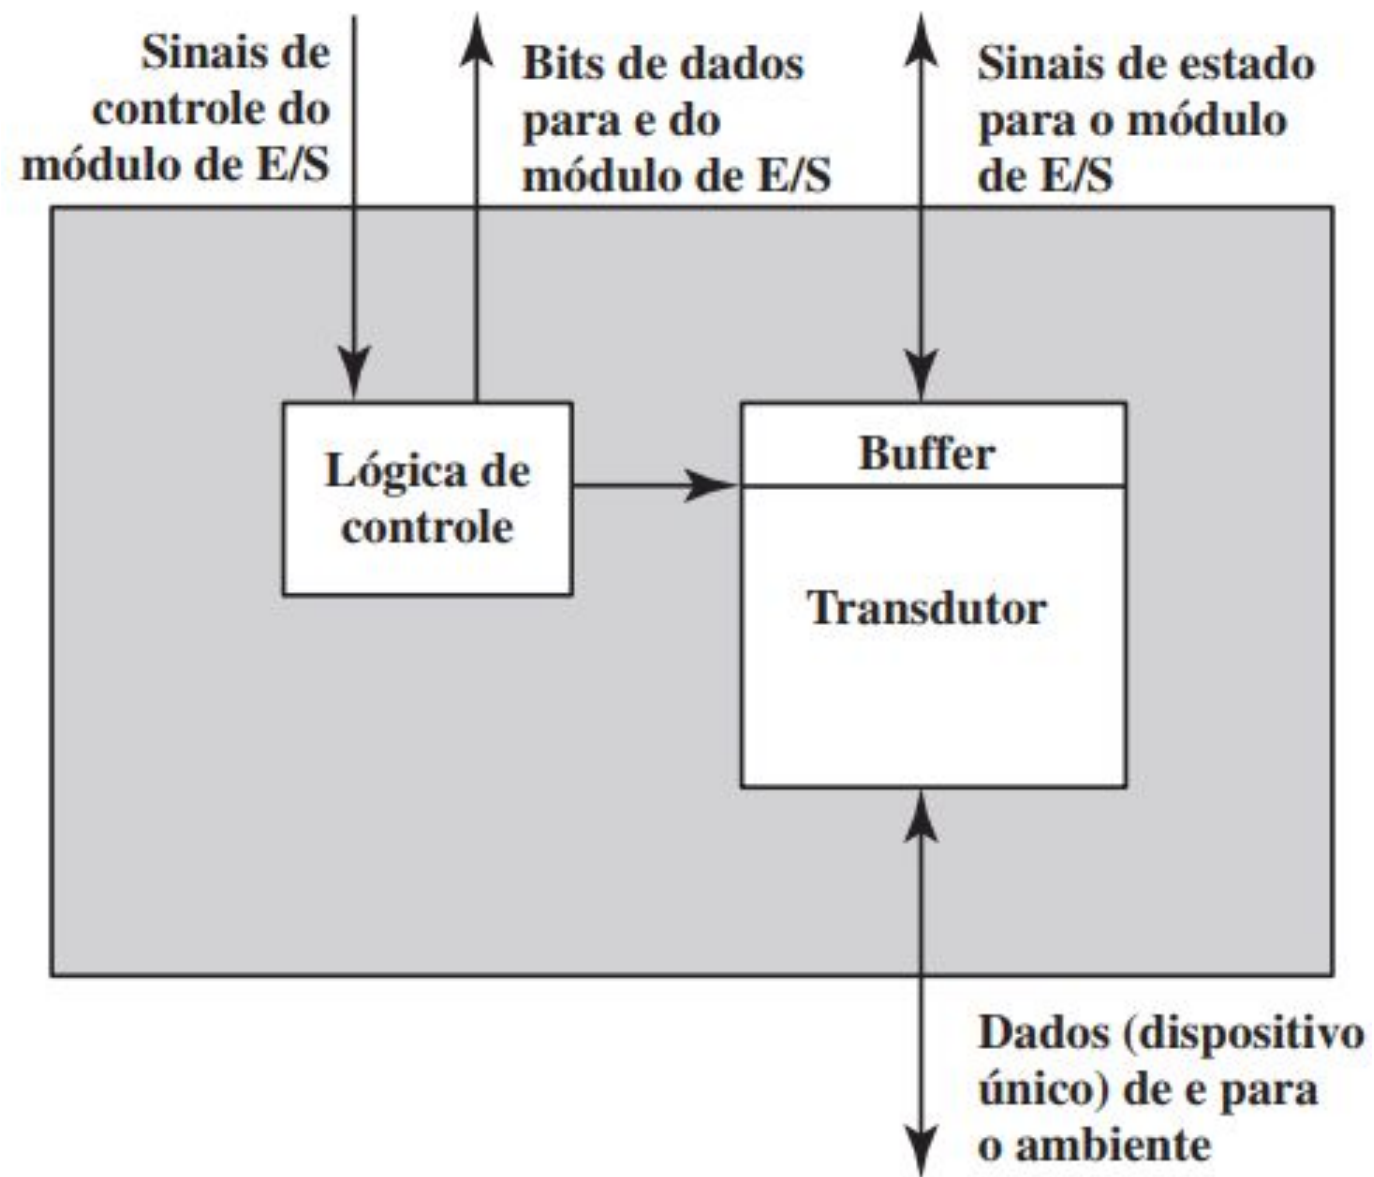 Sinais de
controle do
módulo de E/S
Bits de dados
para e do
módulo de E/S
Sinais de estado
para o módulo
de E/S
Lógica de
controle
Buffer
Transdutor
Dados (dispositivo
único) de e para
o ambiente